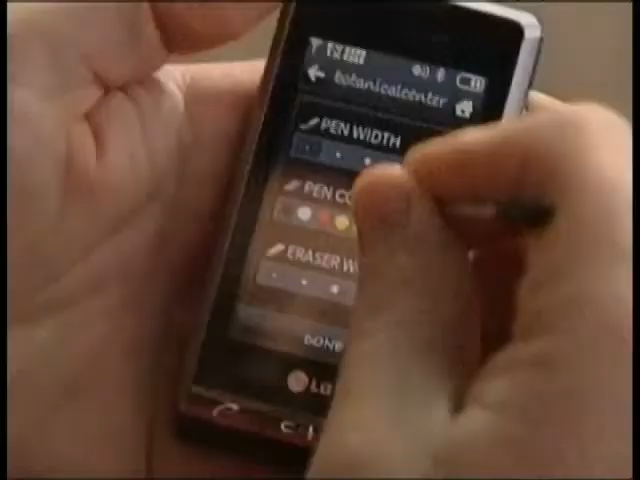 botanicalcenter
PEN WIDTH
PEN CO
ERASER W
DONE
LG